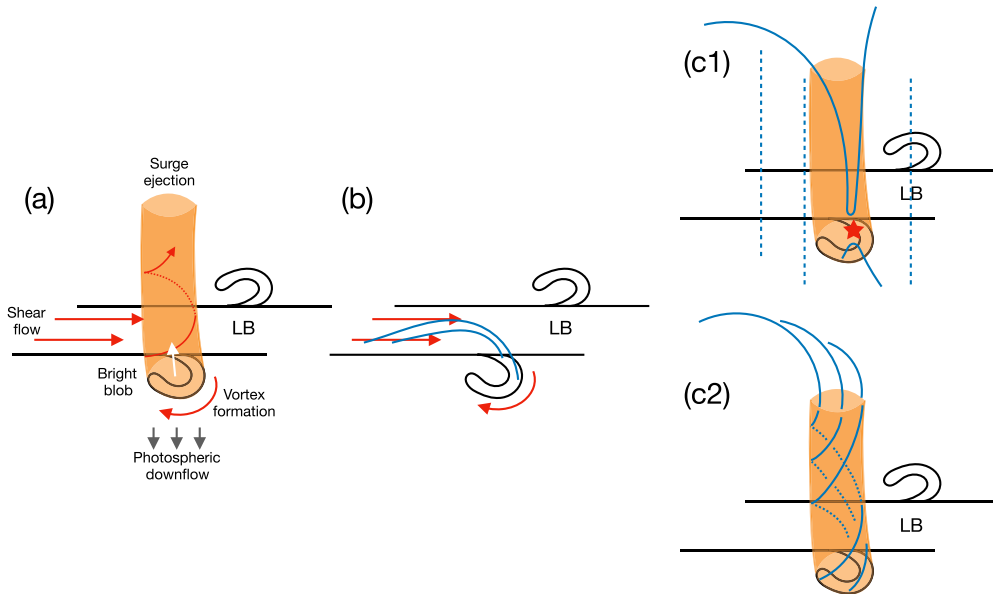 (a)
Surge
ejection
Shear
flow
LB
Bright
blob
Vortex
formation
Photospheric
downflow
(b)
LB
(c1)
LB
(c2)
LB